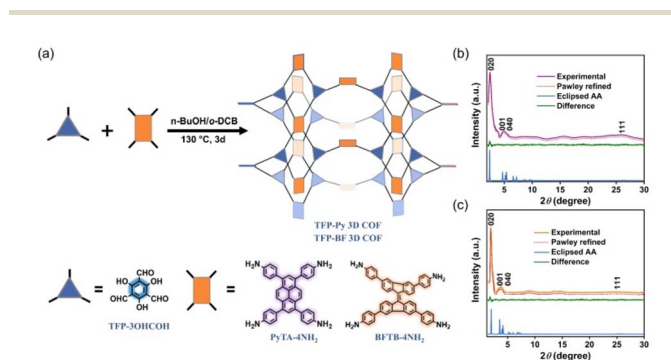 (a)
n-BuOH/o-DCB
130 °C, 3d
TFP-Py 3D COF
TFP-BF 3D COF
CHO
HO
OH
OHC
CHO
OH
TFP-3OHCOH
H₂N
NH₂
H₂N
NH₂
PyTA-4NH₂
H₂N
NH₂
H₂N
NH₂
BFTB-4NH₂
(b)
Intensity (a.u.)
020
001
040
111
Experimental
Pawley refined
Eclipsed AA
Difference
5 10 15 20 25 30
2θ (degree)
(c)
Intensity (a.u.)
020
001
040
111
Experimental
Pawley refined
Eclipsed AA
Difference
5 10 15 20 25 30
2θ (degree)